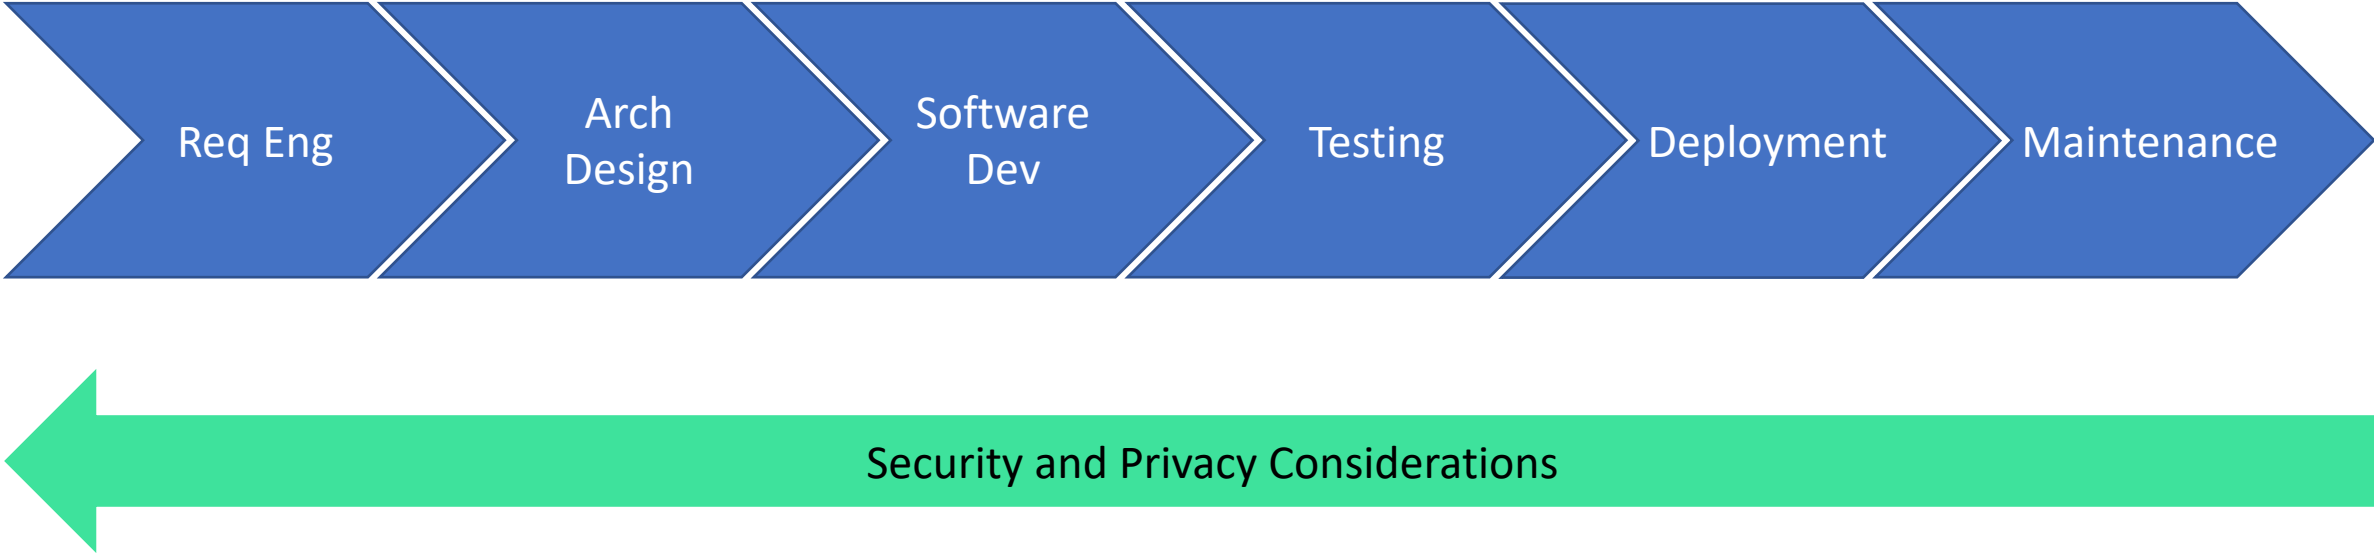 Req Eng
Arch
Design
Software
Dev
Testing
Deployment
Maintenance
Security and Privacy Considerations